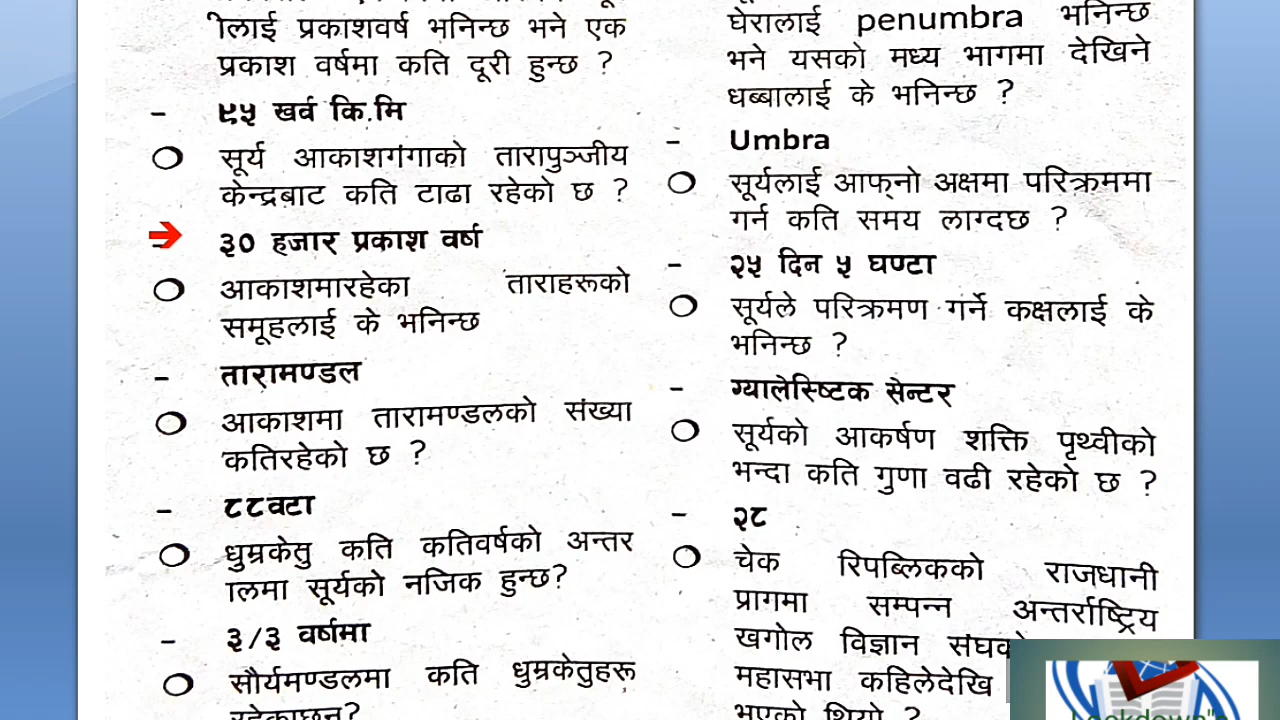 ीलाई प्रकाशवर्ष भनिन्छ भने एक
प्रकाश वर्षमा कति दूरी हुन्छ ?
- ९५ खर्व कि.मि
सूर्य आकाशगंगाको तारापुञ्जीय
केन्द्रबाट कति टाढा रहेको छ ?
- ३० हजार प्रकाश वर्ष
आकाशमारहेका ताराहरूको
समूहलाई के भनिन्छ
- तारामण्डल
आकाशमा तारामण्डलको संख्या
कतिरहेको छ ?
- ८८वटा
धुम्रकेतु कति कतिवर्षको अन्तर
ालमा सूर्यको नजिक हुन्छ?
- ३/३ वर्षमा
सौर्यमण्डलमा कति धुम्रकेतुहरू
रहेकाछन्?
घेरालाई penumbra भनिन्छ
भने यसको मध्य भागमा देखिने
धब्बालाई के भनिन्छ ?
- Umbra
सूर्यलाई आफ्नो अक्षमा परिक्रममा
गर्न कति समय लाग्दछ ?
- २५ दिन ५ घण्टा
सूर्यले परिक्रमण गर्ने कक्षलाई के
भनिन्छ ?
- ग्यालेस्ष्टिक सेन्टर
सूर्यको आकर्षण शक्ति पृथ्वीको
भन्दा कति गुणा वढी रहेको छ ?
- २८
चेक रिपब्लिकको राजधानी
प्रागमा सम्पन्न अन्तर्राष्ट्रिय
खगोल विज्ञान संघको
महासभा कहिलेदेखि
भएको थियो ?